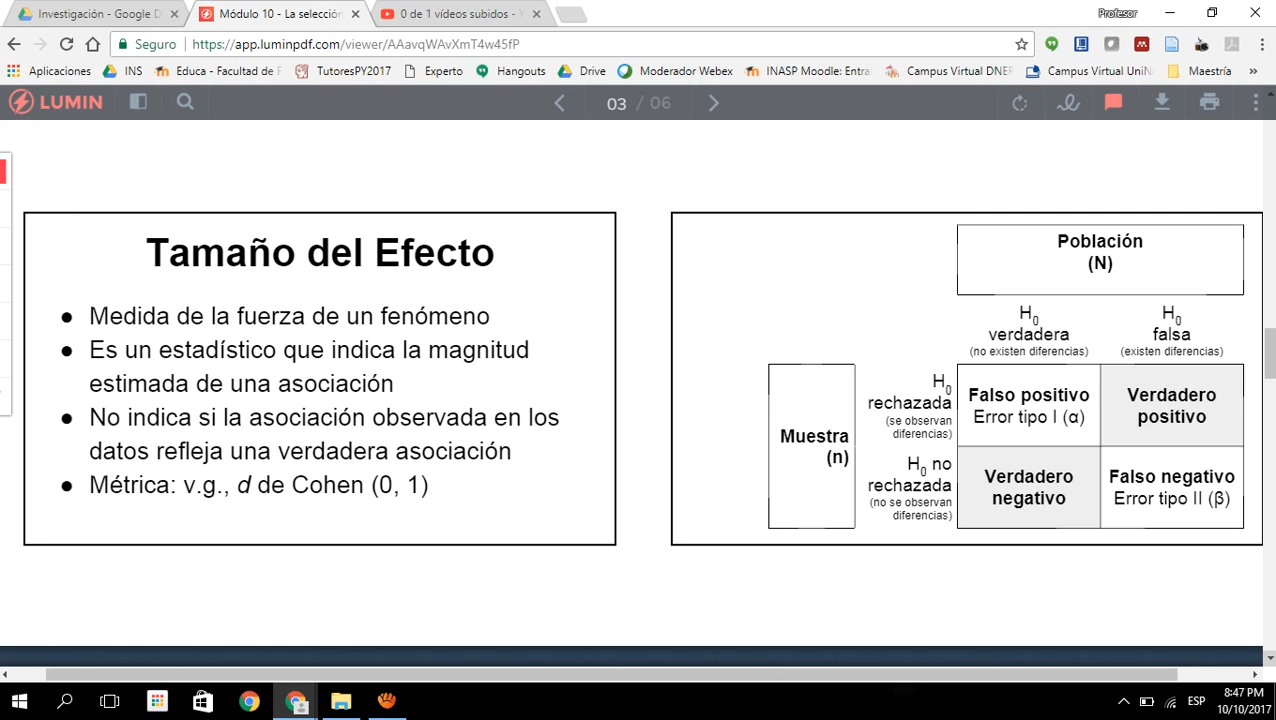 Investigación - Google D
Módulo 10 - La selección
0 de 1 vídeos subidos - Y
Profesor
Seguro
https://app.luminpdf.com/viewer/AAavqWAvXmT4w45fP
Aplicaciones
INS
Educa - Facultad de F
TutoresPY2017
Experto
Hangouts
Drive
Moderador Webex
INASP Moodle: Entra
Campus Virtual DNER
Campus Virtual UniN
Maestría
»
LUMIN
03 / 06
Tamaño del Efecto
● Medida de la fuerza de un fenómeno
● Es un estadístico que indica la magnitud
estimada de una asociación
● No indica si la asociación observada en los
datos refleja una verdadera asociación
● Métrica: v.g., d de Cohen (0, 1)
Población
(N)
H0
verdadera
(no existen diferencias)
H0
falsa
(existen diferencias)
Muestra
(n)
H0
rechazada
(se observan
diferencias)
Falso positivo
Error tipo I (α)
Verdadero
positivo
H0 no
rechazada
(no se observan
diferencias)
Verdadero
negativo
Falso negativo
Error tipo II (β)
ESP
8:47 PM
10/10/2017